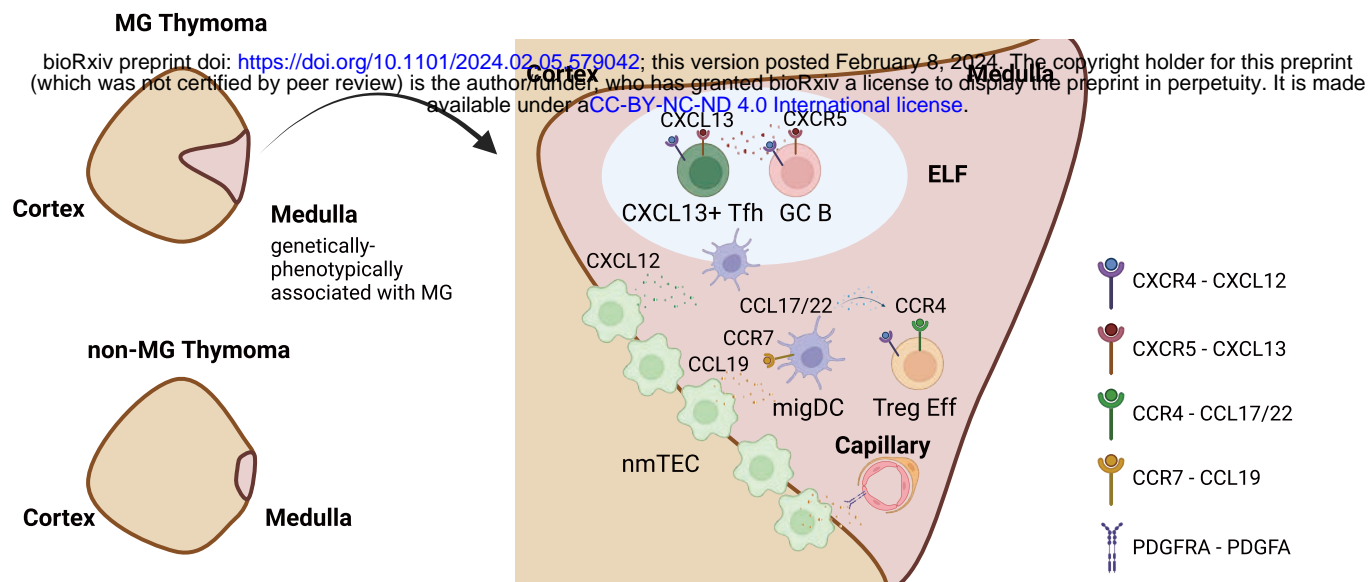 MG Thymoma
bioRxiv preprint doi: https://doi.org/10.1101/2024.02.05.579042; this version posted February 8, 2024. The copyright holder for this preprint
(which was not certified by peer review) is the author/funder, who has granted bioRxiv a license to display the preprint in perpetuity. It is made
available under aCC-BY-NC-ND 4.0 International license.
Cortex
Medulla
genetically-
phenotypically
associated with MG
non-MG Thymoma
Cortex
Medulla
Cortex
Medulla
CXCL13
CXCR5
ELF
CXCL13+ Tfh
GC B
CXCL12
CCL17/22
CCR4
CCR7
CCL19
migDC
Treg Eff
nmTEC
Capillary
CXCR4 - CXCL12
CXCR5 - CXCL13
CCR4 - CCL17/22
CCR7 - CCL19
PDGFRA - PDGFA